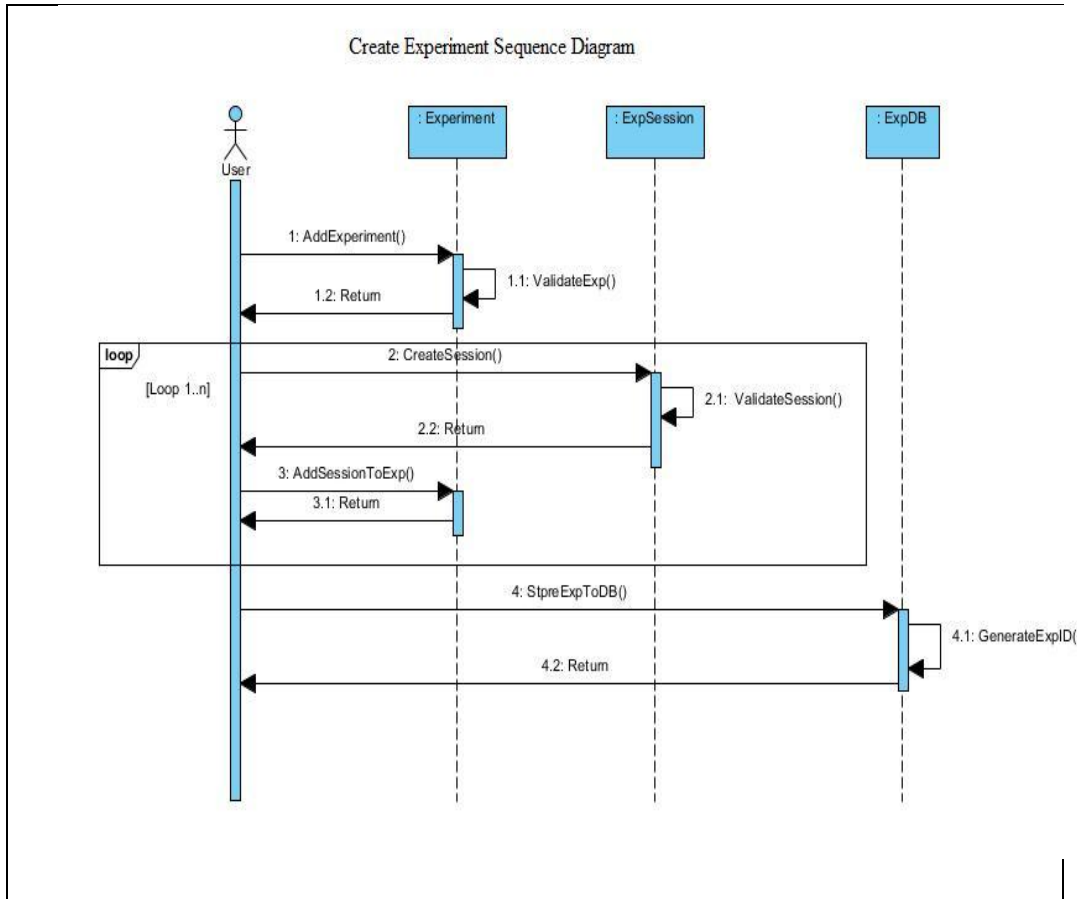 Create Experiment Sequence Diagram
: Experiment
: ExpSession
: ExpDB
User
1: AddExperiment()
1.1: ValidateExp()
1.2: Return
loop
2: CreateSession()
[Loop 1..n]
2.1: ValidateSession()
2.2: Return
3: AddSessionToExp()
3.1: Return
4: StpreExpToDB()
4.1: GenerateExpID(
4.2: Return